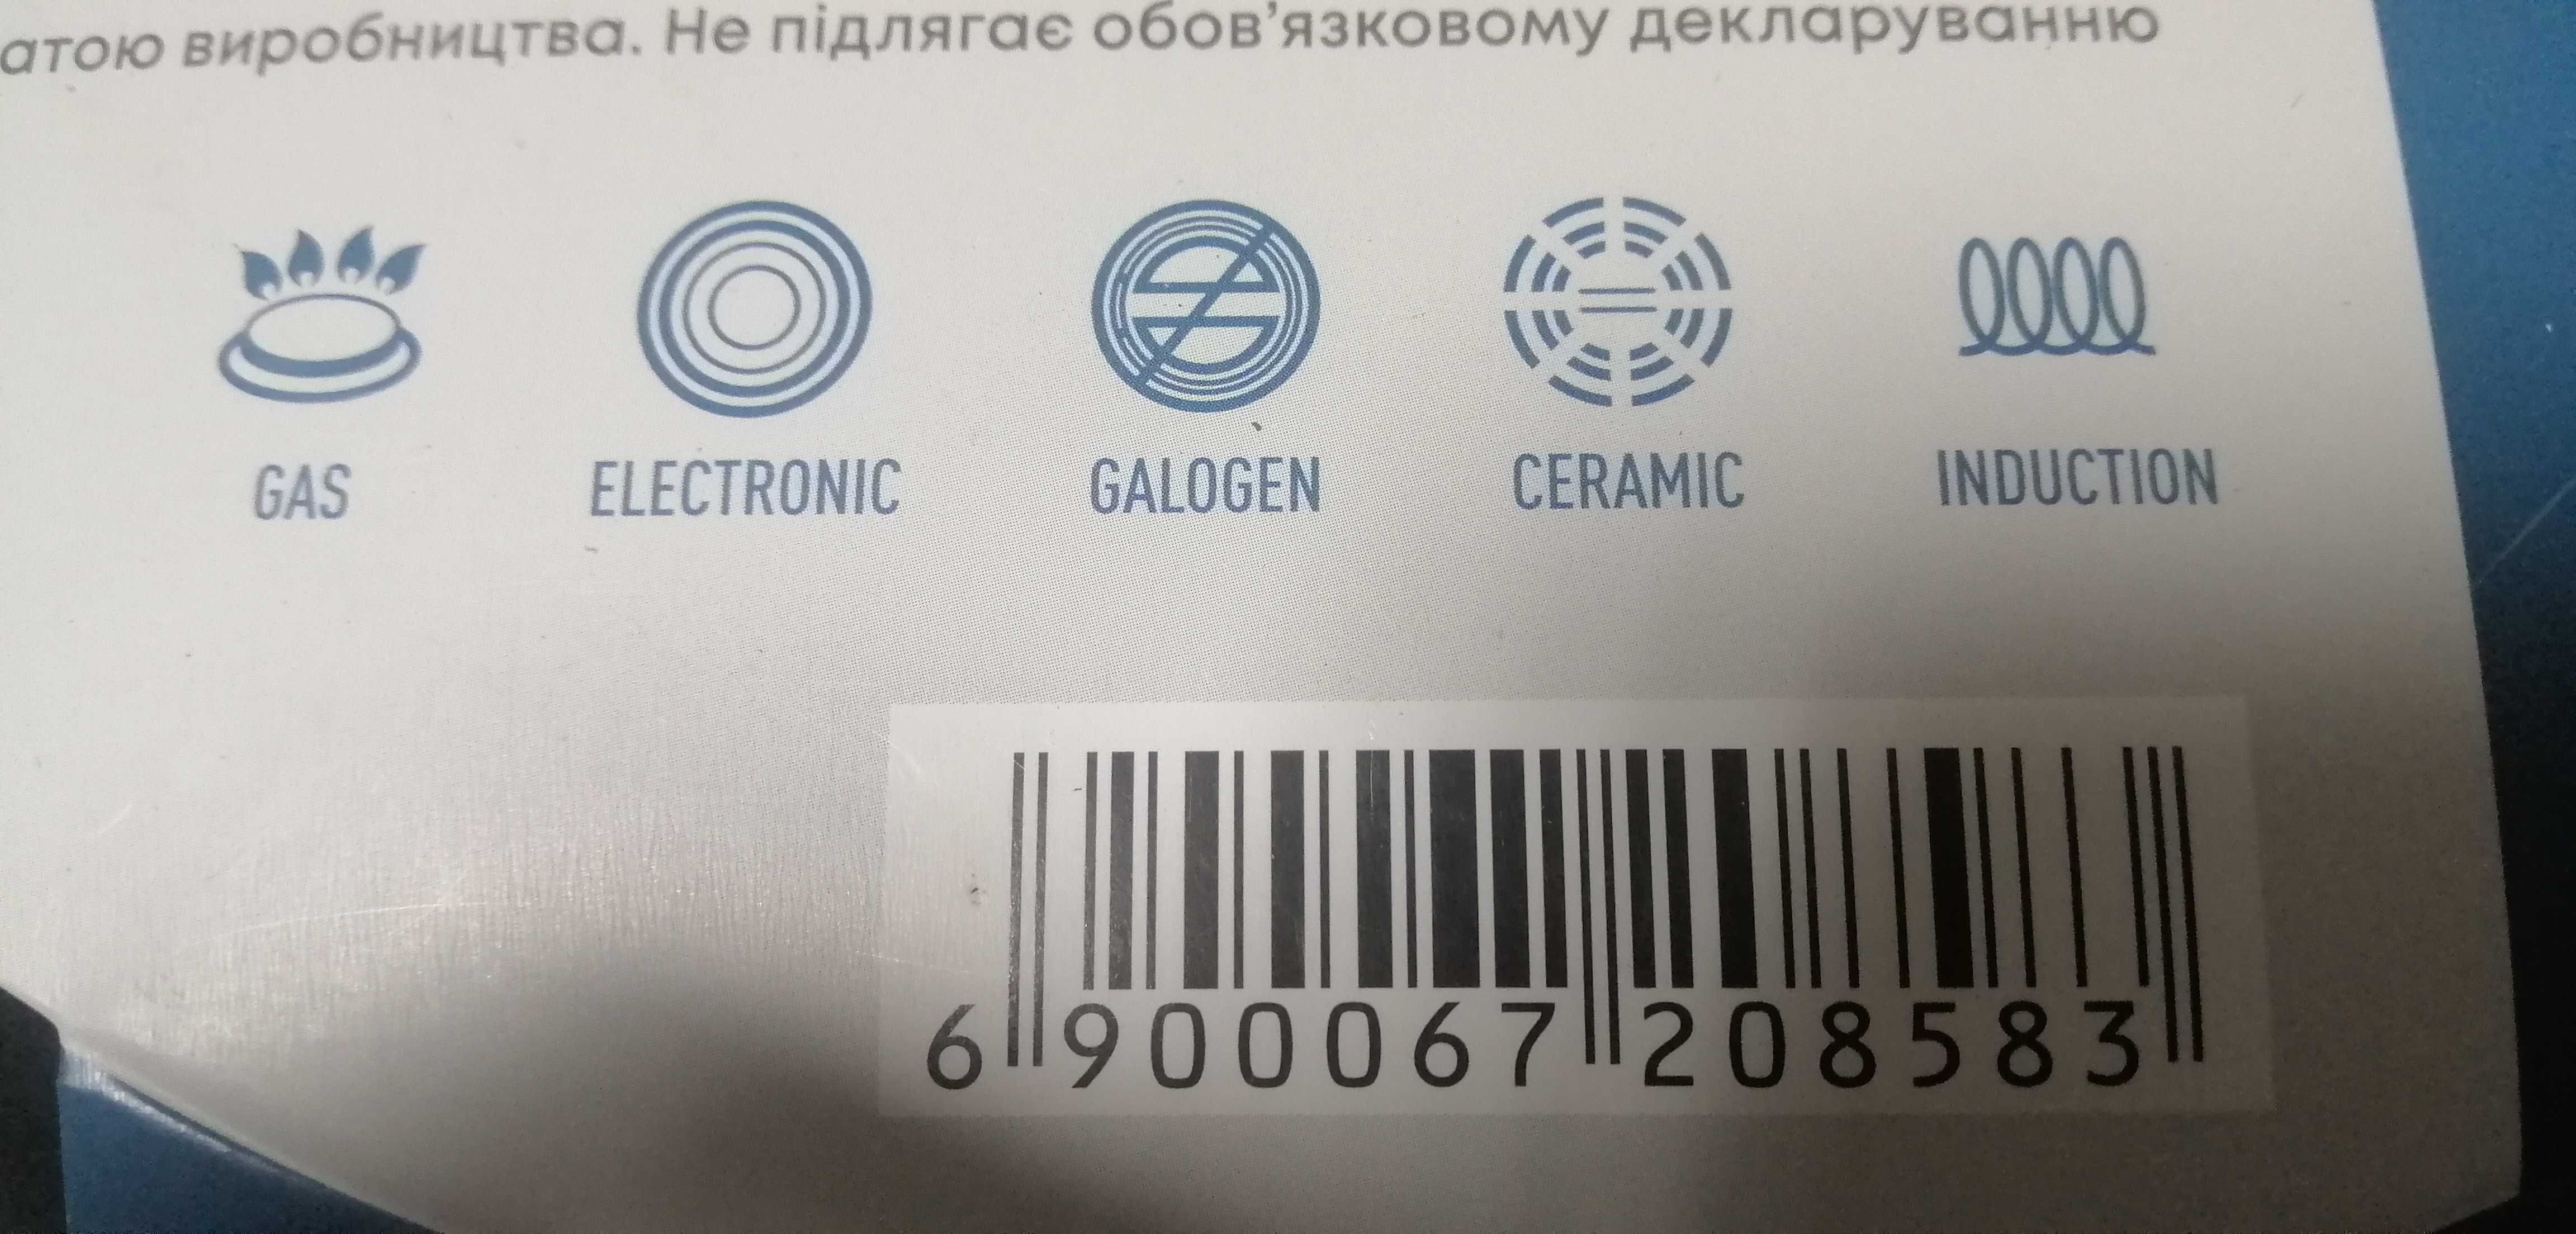 виробництва. Не підлягає обов’язковому декларуванню
GAS ELECTRONIC GALOGEN CERAMIC INDUCTION
6 900067 208583